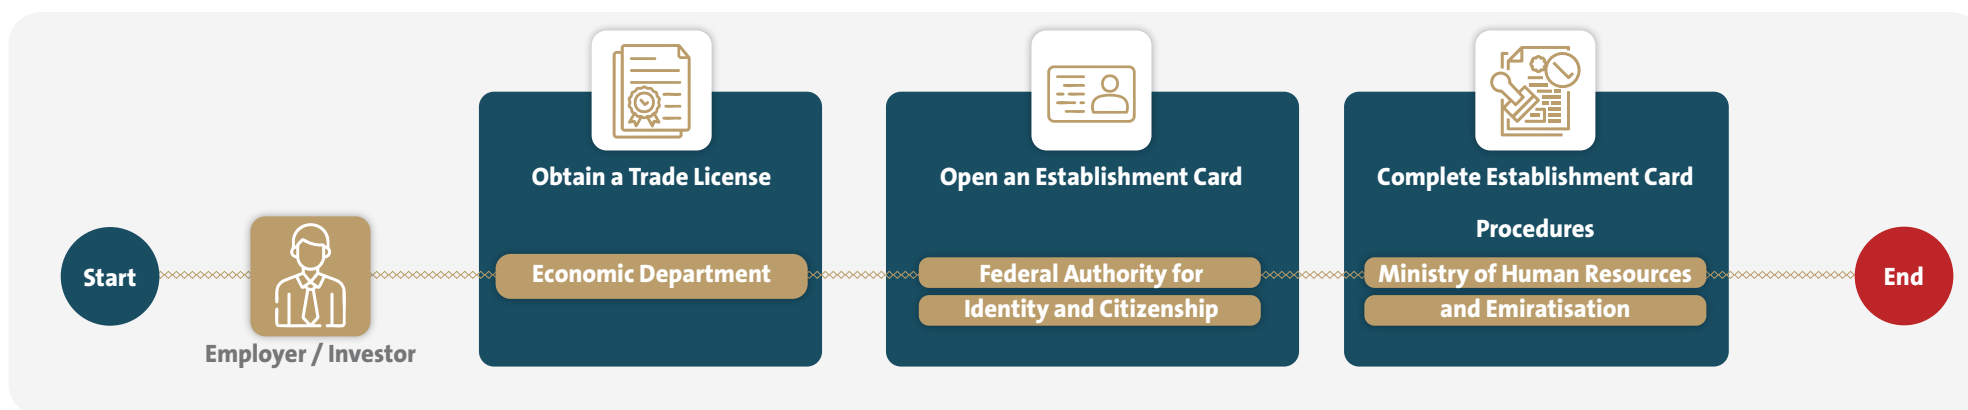 Start
Employer / Investor
Obtain a Trade License
Economic Department
Open an Establishment Card
Federal Authority for
Identity and Citizenship
Complete Establishment Card
Procedures
Ministry of Human Resources
and Emiratisation
End